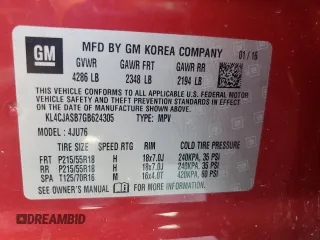 GM
MFD BY GM KOREA COMPANY 01/16
GVWR GAWR FRT GAWR RR
4286 LB 2348 LB 2194 LB
THIS VEHICLE CONFORMS TO ALL APPLICABLE U.S. FEDERAL
MOTOR VEHICLE SAFETY, BUMPER, AND THEFT PREVENTION
STANDARDS IN EFFECT ON THE DATE OF MANUFACTURE SHOWN ABOVE.
KL4CJASB7GB624305 TYPE: MPV
MODEL: 4JU76
TIRE SIZE SPEED RTG RIM COLD TIRE PRESSURE
FRT P215/55R18 H 18x7.0J 240KPA, 35 PSI
RR P215/55R18 H 18x7.0J 240KPA, 35 PSI
SPA T125/70R16 M 16x4.0T 420KPA, 60 PSI
SEE OWNER'S MANUAL FOR MORE INFORMATION.
DREAMBID